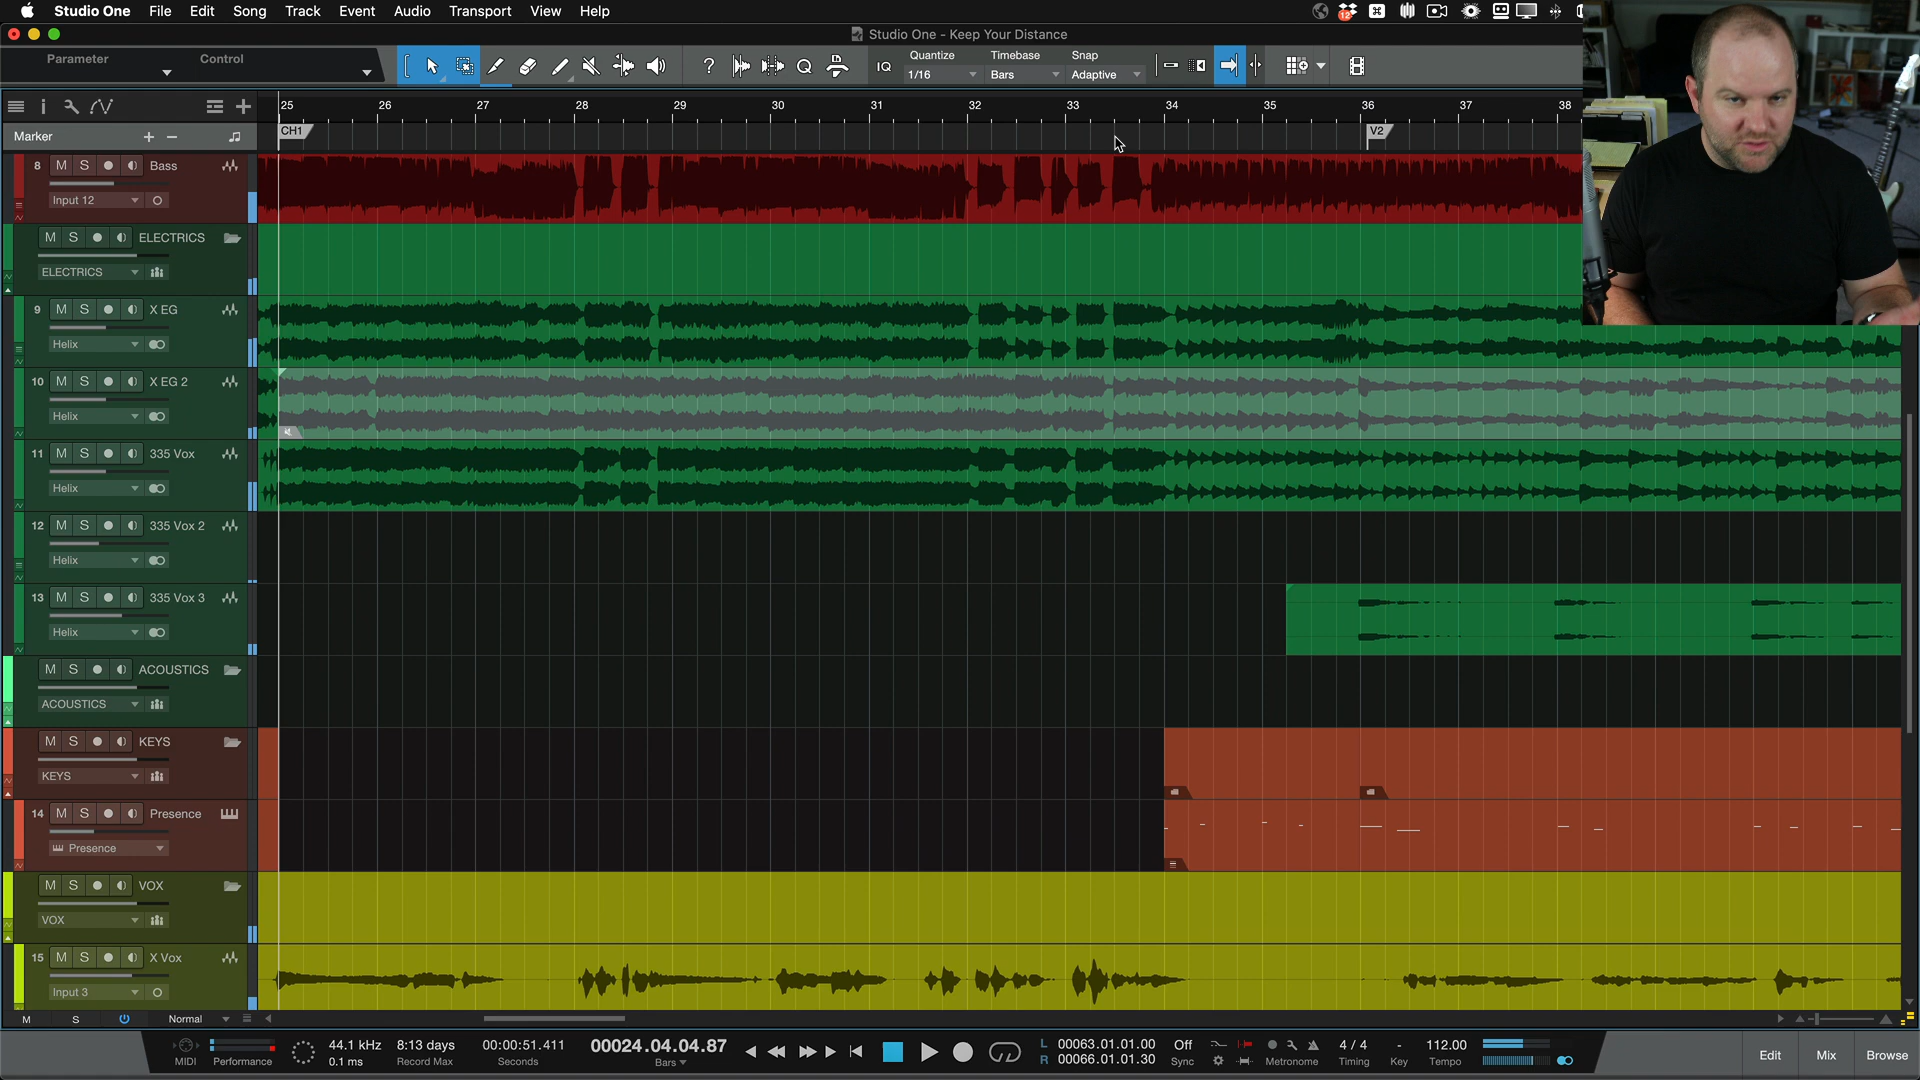 Studio One File Edit Song Track Event Audio Transport View Help
12
Studio One - Keep Your Distance
Parameter Control
Quantize Timebase Snap
IQ 1/16 Bars Adaptive
25 26 27 28 29 30 31 32 33 34 35 36 37 38
Marker
CH1 V2
8 M S Bass
Input 12
M S ELECTRICS
ELECTRICS
9 M S X EG
Helix
10 M S X EG 2
Helix
11 M S 335 Vox
Helix
12 M S 335 Vox 2
Helix
13 M S 335 Vox 3
Helix
M S ACOUSTICS
ACOUSTICS
M S KEYS
KEYS
14 M S Presence
Presence
M S VOX
VOX
15 M S X Vox
Input 3
M S Normal
44.1 kHz 8:13 days 00:00:51.411 00024.04.04.87 L 00063.01.01.00 Off 4 / 4 - 112.00
MIDI Performance 0.1 ms Record Max Seconds Bars R 00066.01.01.30 Sync Metronome Timing Key Tempo
Edit Mix Browse